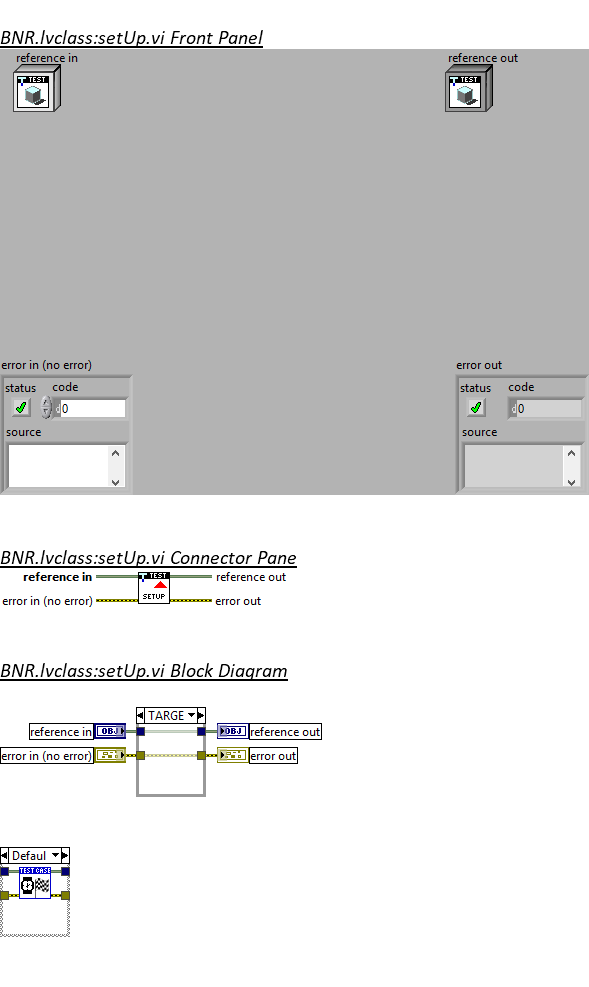 BNR.lvclass:setUp.vi Front Panel
reference in
reference out
TEST
TEST
error in (no error)
error out
status code
status code
0
0
source
source
BNR.lvclass:setUp.vi Connector Pane
reference in
TEST
SETUP
reference out
error in (no error)
error out
BNR.lvclass:setUp.vi Block Diagram
TARGE
reference in
OBJ
OBJ
reference out
error in (no error)
error out
Defaul
TEST CASE